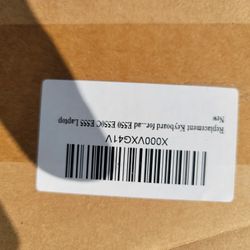 X000VXG41V
Replacement Keyboard for...ad E550 E550C E555 Laptop
New